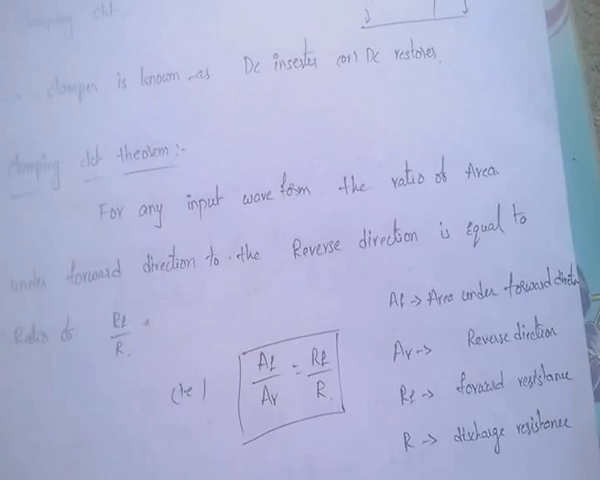 clamping ckt
clamper is known as Dc inserter (or) Dc restorer.
clamping ckt theorem:-
For any input wave form the ratio of Area
under forward direction to the Reverse direction is equal to
Ratio of Rf/R.
(ie) Af/Ar = Rf/R
Af → Area under forward direction
Ar → Reverse direction
Rf → forward resistance
R → discharge resistance